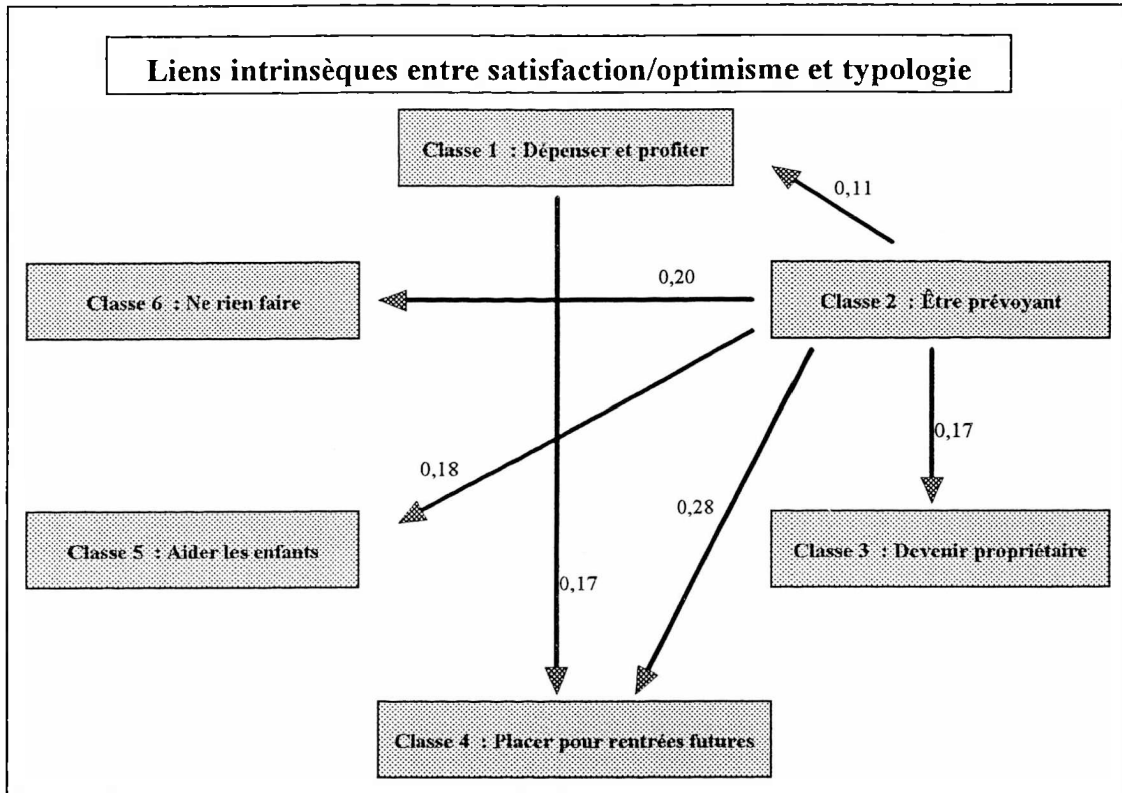 Liens intrinsèques entre satisfaction/optimisme et typologie
Classe 1 : Dépenser et profiter
0,11
Classe 6 : Ne rien faire
0,20
Classe 2 : Être prévoyant
0,18
0,17
0,28
Classe 5 : Aider les enfants
Classe 3 : Devenir propriétaire
0,17
Classe 4 : Placer pour rentrées futures